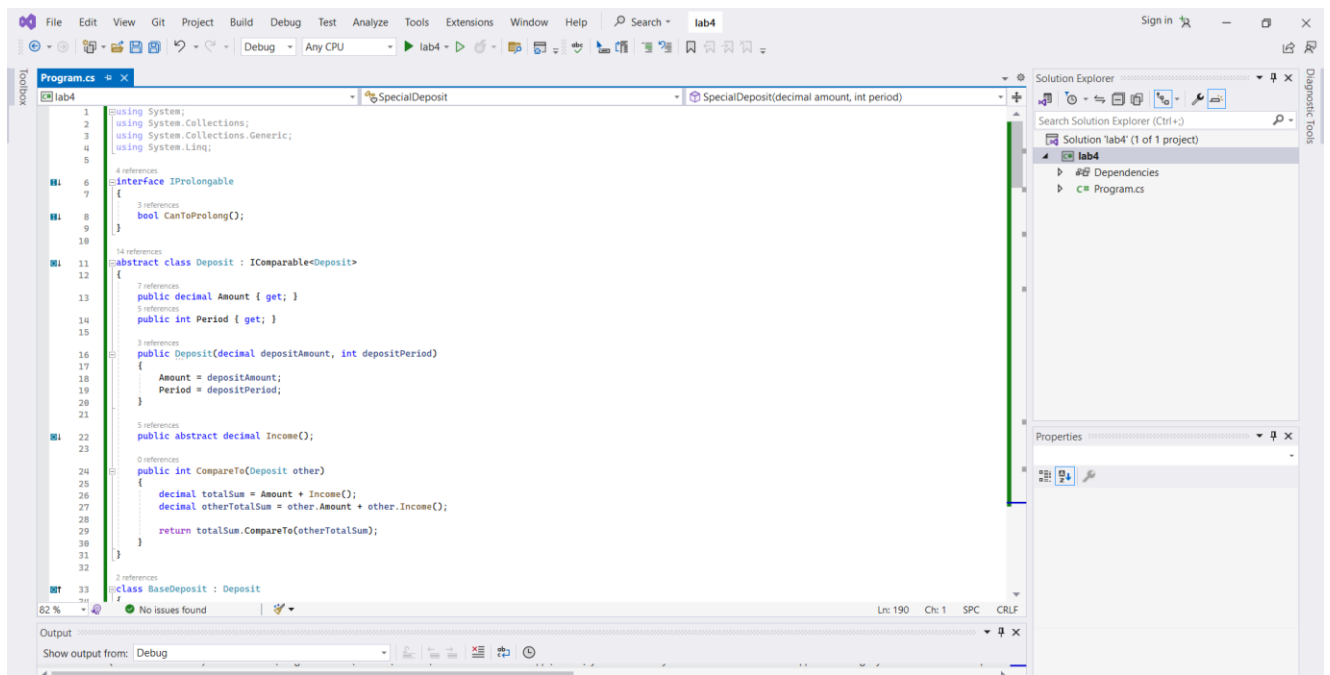 File Edit View Git Project Build Debug Test Analyze Tools Extensions Window Help Search lab4 Sign in
Debug Any CPU lab4
Toolbox
Program.cs
lab4 SpecialDeposit SpecialDeposit(decimal amount, int period)
1 using System;
2 using System.Collections;
3 using System.Collections.Generic;
4 using System.Linq;
5
4 references
6 interface IProlongable
7 {
3 references
8 bool CanToProlong();
9 }
10
14 references
11 abstract class Deposit : IComparable<Deposit>
12 {
7 references
13 public decimal Amount { get; }
5 references
14 public int Period { get; }
15
3 references
16 public Deposit(decimal depositAmount, int depositPeriod)
17 {
18 Amount = depositAmount;
19 Period = depositPeriod;
20 }
21
5 references
22 public abstract decimal Income();
23
0 references
24 public int CompareTo(Deposit other)
25 {
26 decimal totalSum = Amount + Income();
27 decimal otherTotalSum = other.Amount + other.Income();
28
29 return totalSum.CompareTo(otherTotalSum);
30 }
31 }
32
2 references
33 class BaseDeposit : Deposit
82 % No issues found Ln: 190 Ch: 1 SPC CRLF
Output
Show output from: Debug
Solution Explorer
Search Solution Explorer (Ctrl+;)
Solution 'lab4' (1 of 1 project)
lab4
Dependencies
C# Program.cs
Properties
Diagnostic Tools